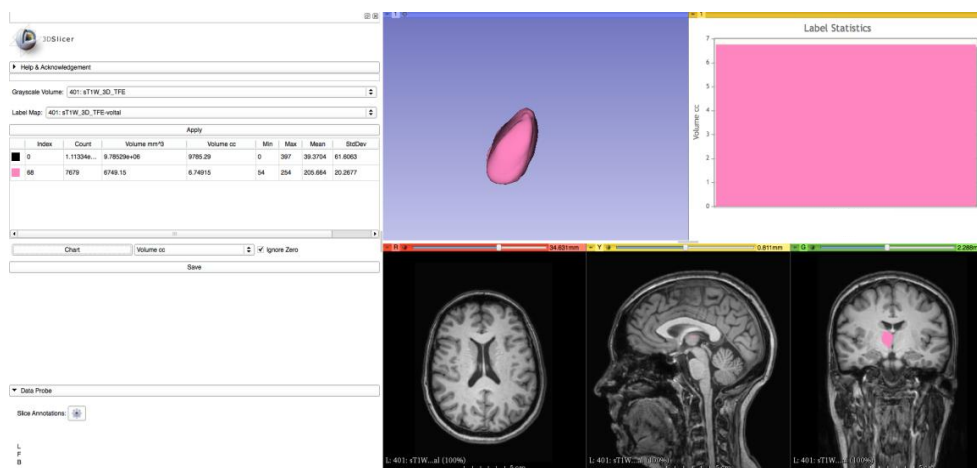 3DSlicer
Help & Acknowledgement
Grayscale Volume: 401: sT1W_3D_TFE
Label Map: 401: sT1W_3D_TFE-voltal
Apply
Index Count Volume mm^3 Volume cc Min Max Mean StdDev
0 1.11334e... 9.78529e+06 9785.29 0 397 39.3704 61.6063
68 7679 6749.15 6.74915 54 254 205.664 20.2677
Chart Volume cc Ignore Zero
Save
Data Probe
Slice Annotations:
L
F
B
1
1
Label Statistics
Volume cc
7
6
5
4
3
2
1
0
R 34.631mm
Y 0.811mm
G 2.288m
L: 401: sT1W...al (100%)
L: 401: sT1W...al (100%)
L: 401: sT1W...al (100%)